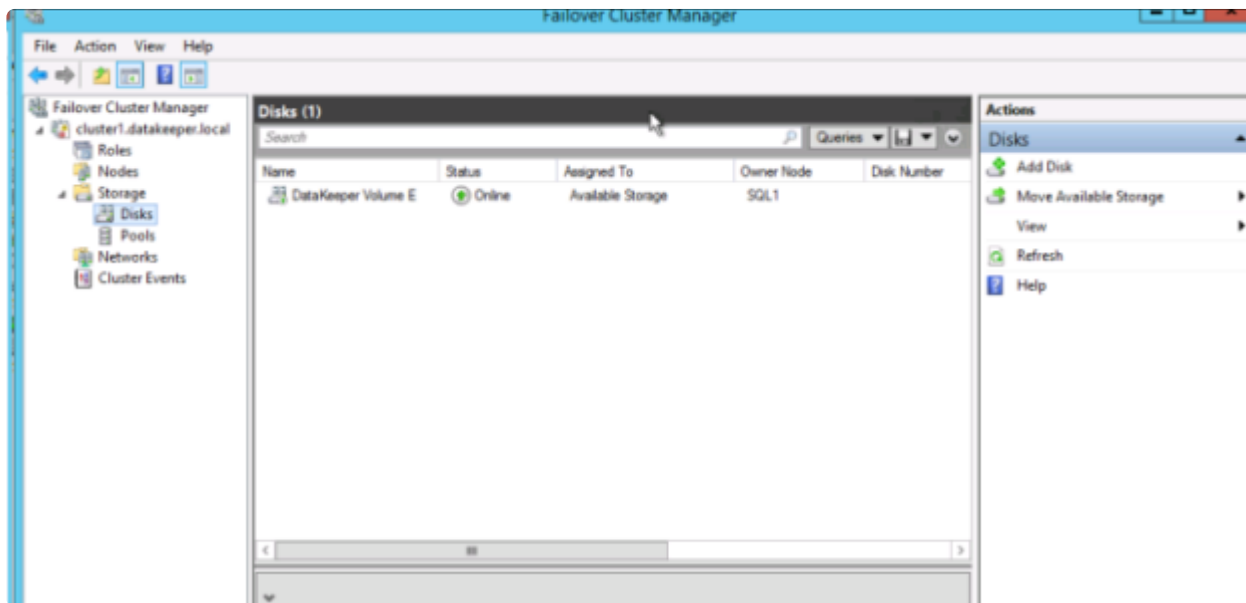 Failover Cluster Manager
File Action View Help
Failover Cluster Manager
cluster1.datakeeper.local
Roles
Nodes
Storage
Disks
Pools
Networks
Cluster Events
Disks (1)
Search
Queries
Name Status Assigned To Owner Node Disk Number
DataKeeper Volume E Online Available Storage SQL1
Actions
Disks
Add Disk
Move Available Storage
View
Refresh
Help